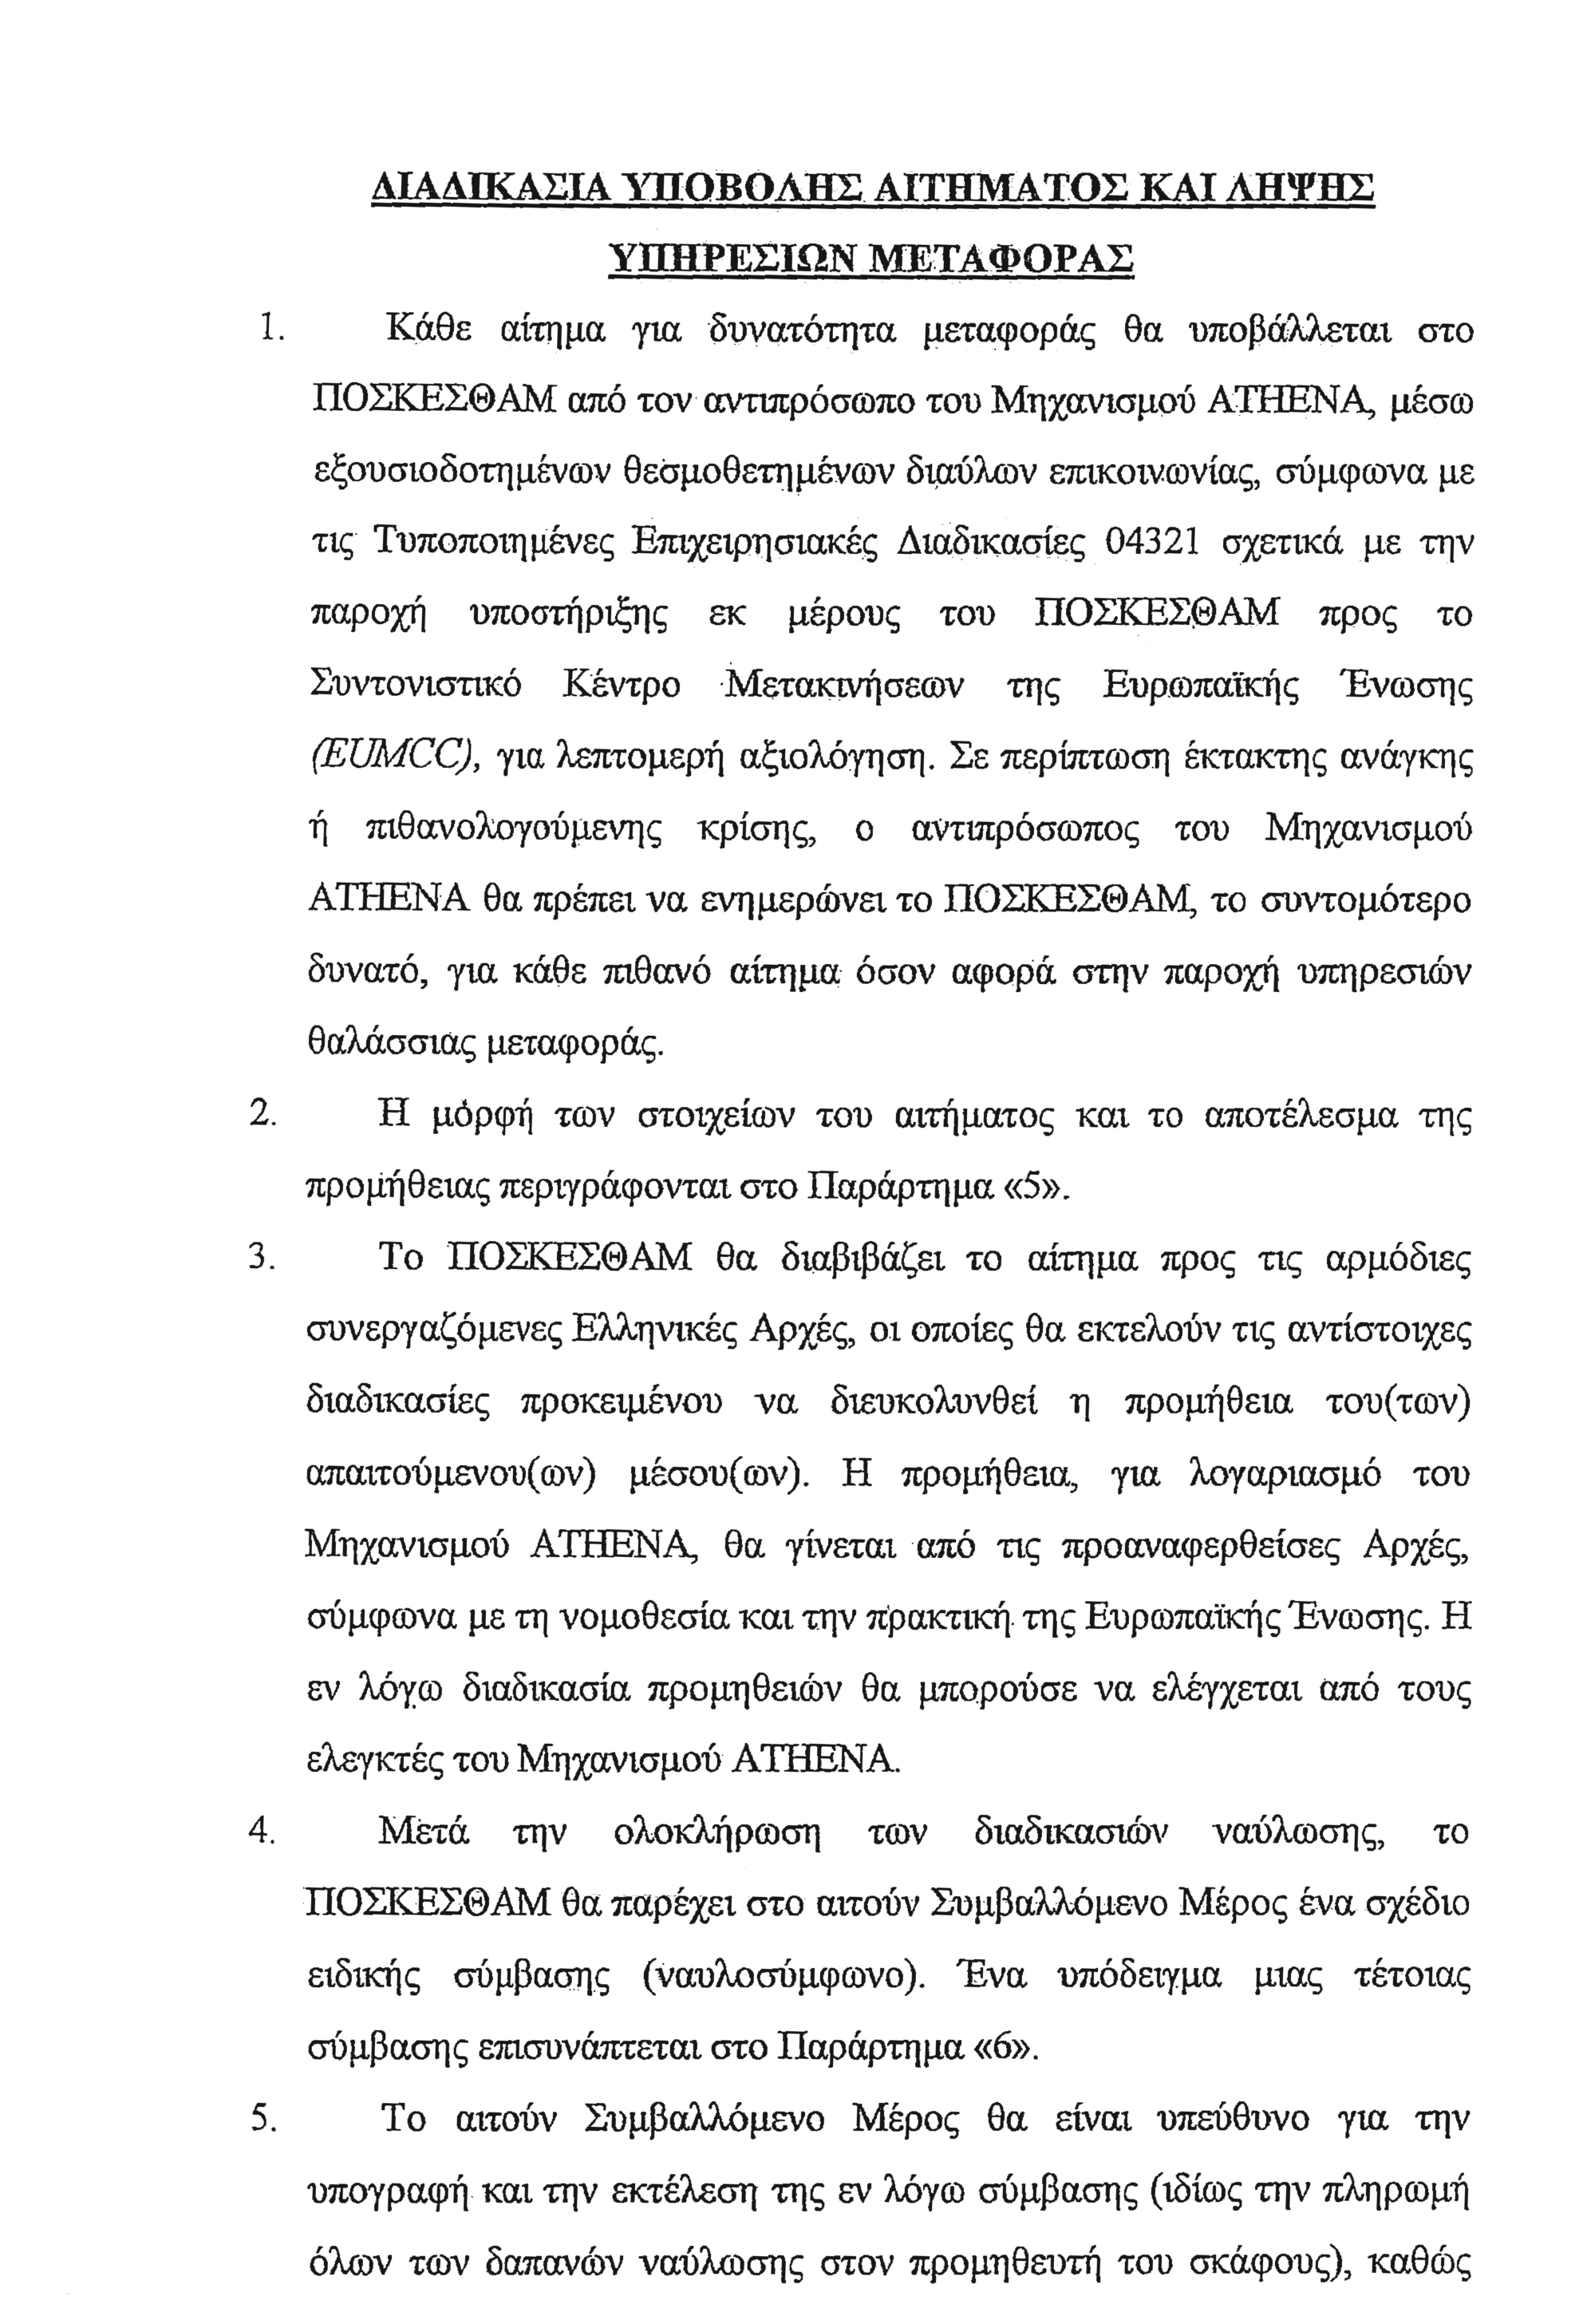 ΔΙΑΔΙΚΑΣΙΑ ΥΠΟΒΟΛΗΣ ΑΙΤΗΜΑΤΟΣ ΚΑΙ ΛΗΨΗΣ
ΥΠΗΡΕΣΙΩΝ ΜΕΤΑΦΟΡΑΣ
1. Κάθε αίτημα για δυνατότητα μεταφοράς θα υποβάλλεται στο
ΠΟΣΚΕΣΘΑΜ από τον αντιπρόσωπο του Μηχανισμού ATHENA, μέσω
εξουσιοδοτημένων θεσμοθετημένων διαύλων επικοινωνίας, σύμφωνα με
τις Τυποποιημένες Επιχειρησιακές Διαδικασίες 04321 σχετικά με την
παροχή υποστήριξης εκ μέρους του ΠΟΣΚΕΣΘΑΜ προς το
Συντονιστικό Κέντρο Μετακινήσεων της Ευρωπαϊκής Ένωσης
(EUMCC), για λεπτομερή αξιολόγηση. Σε περίπτωση έκτακτης ανάγκης
ή πιθανολογούμενης κρίσης, ο αντιπρόσωπος του Μηχανισμού
ATHENA θα πρέπει να ενημερώνει το ΠΟΣΚΕΣΘΑΜ, το συντομότερο
δυνατό, για κάθε πιθανό αίτημα όσον αφορά στην παροχή υπηρεσιών
θαλάσσιας μεταφοράς.
2. Η μόρφή των στοιχείων του αιτήματος και το αποτέλεσμα της
προμήθειας περιγράφονται στο Παράρτημα «5».
3. Το ΠΟΣΚΕΣΘΑΜ θα διαβιβάζει το αίτημα προς τις αρμόδιες
συνεργαζόμενες Ελληνικές Αρχές, οι οποίες θα εκτελούν τις αντίστοιχες
διαδικασίες προκειμένου να διευκολυνθεί η προμήθεια του(των)
απαιτούμενου(ων) μέσου(ων). Η προμήθεια, για λογαριασμό του
Μηχανισμού ATHENA, θα γίνεται από τις προαναφερθείσες Αρχές,
σύμφωνα με τη νομοθεσία και την πρακτική της Ευρωπαϊκής Ένωσης. Η
εν λόγω διαδικασία προμηθειών θα μπορούσε να ελέγχεται από τους
ελεγκτές του Μηχανισμού ATHENA.
4. Μετά την ολοκλήρωση των διαδικασιών ναύλωσης, το
ΠΟΣΚΕΣΘΑΜ θα παρέχει στο αιτούν Συμβαλλόμενο Μέρος ένα σχέδιο
ειδικής σύμβασης (ναυλοσύμφωνο). Ένα υπόδειγμα μιας τέτοιας
σύμβασης επισυνάπτεται στο Παράρτημα «6».
5. Το αιτούν Συμβαλλόμενο Μέρος θα είναι υπεύθυνο για την
υπογραφή και την εκτέλεση της εν λόγω σύμβασης (ιδίως την πληρωμή
όλων των δαπανών ναύλωσης στον προμηθευτή του σκάφους), καθώς